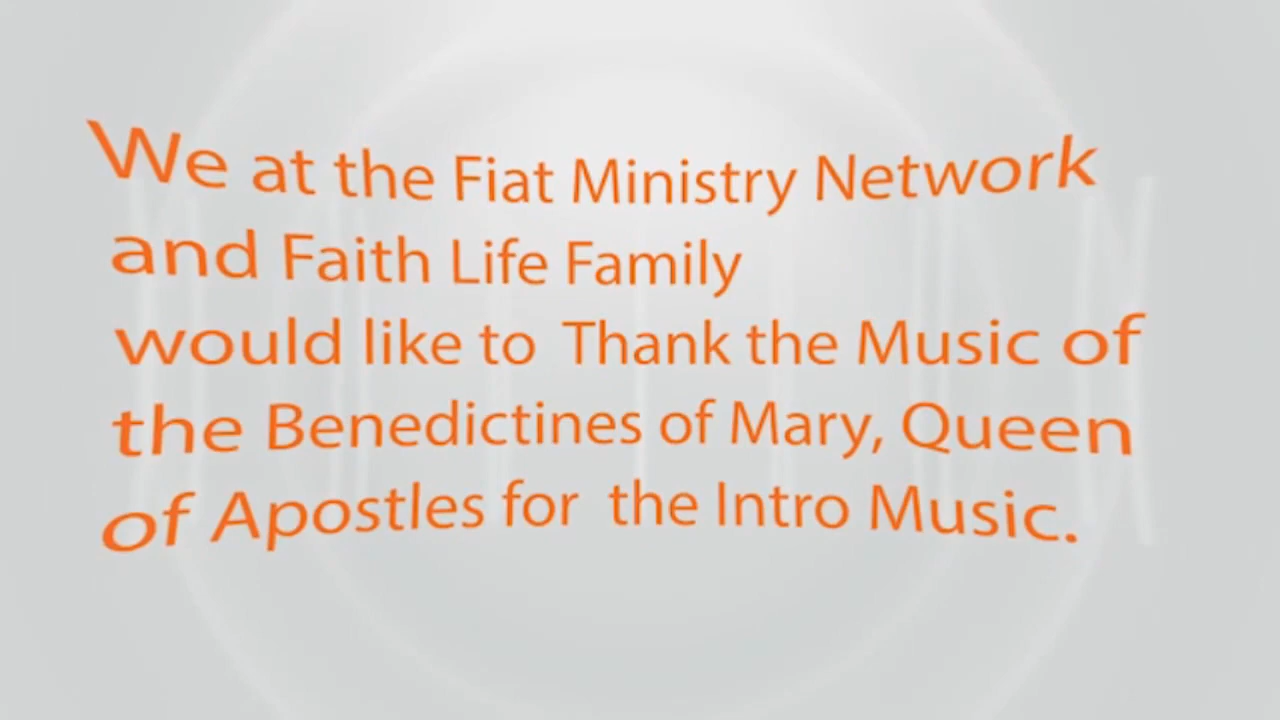 We at the Fiat Ministry Network
and Faith Life Family
would like to Thank the Music of
the Benedictines of Mary, Queen
of Apostles for the Intro Music.